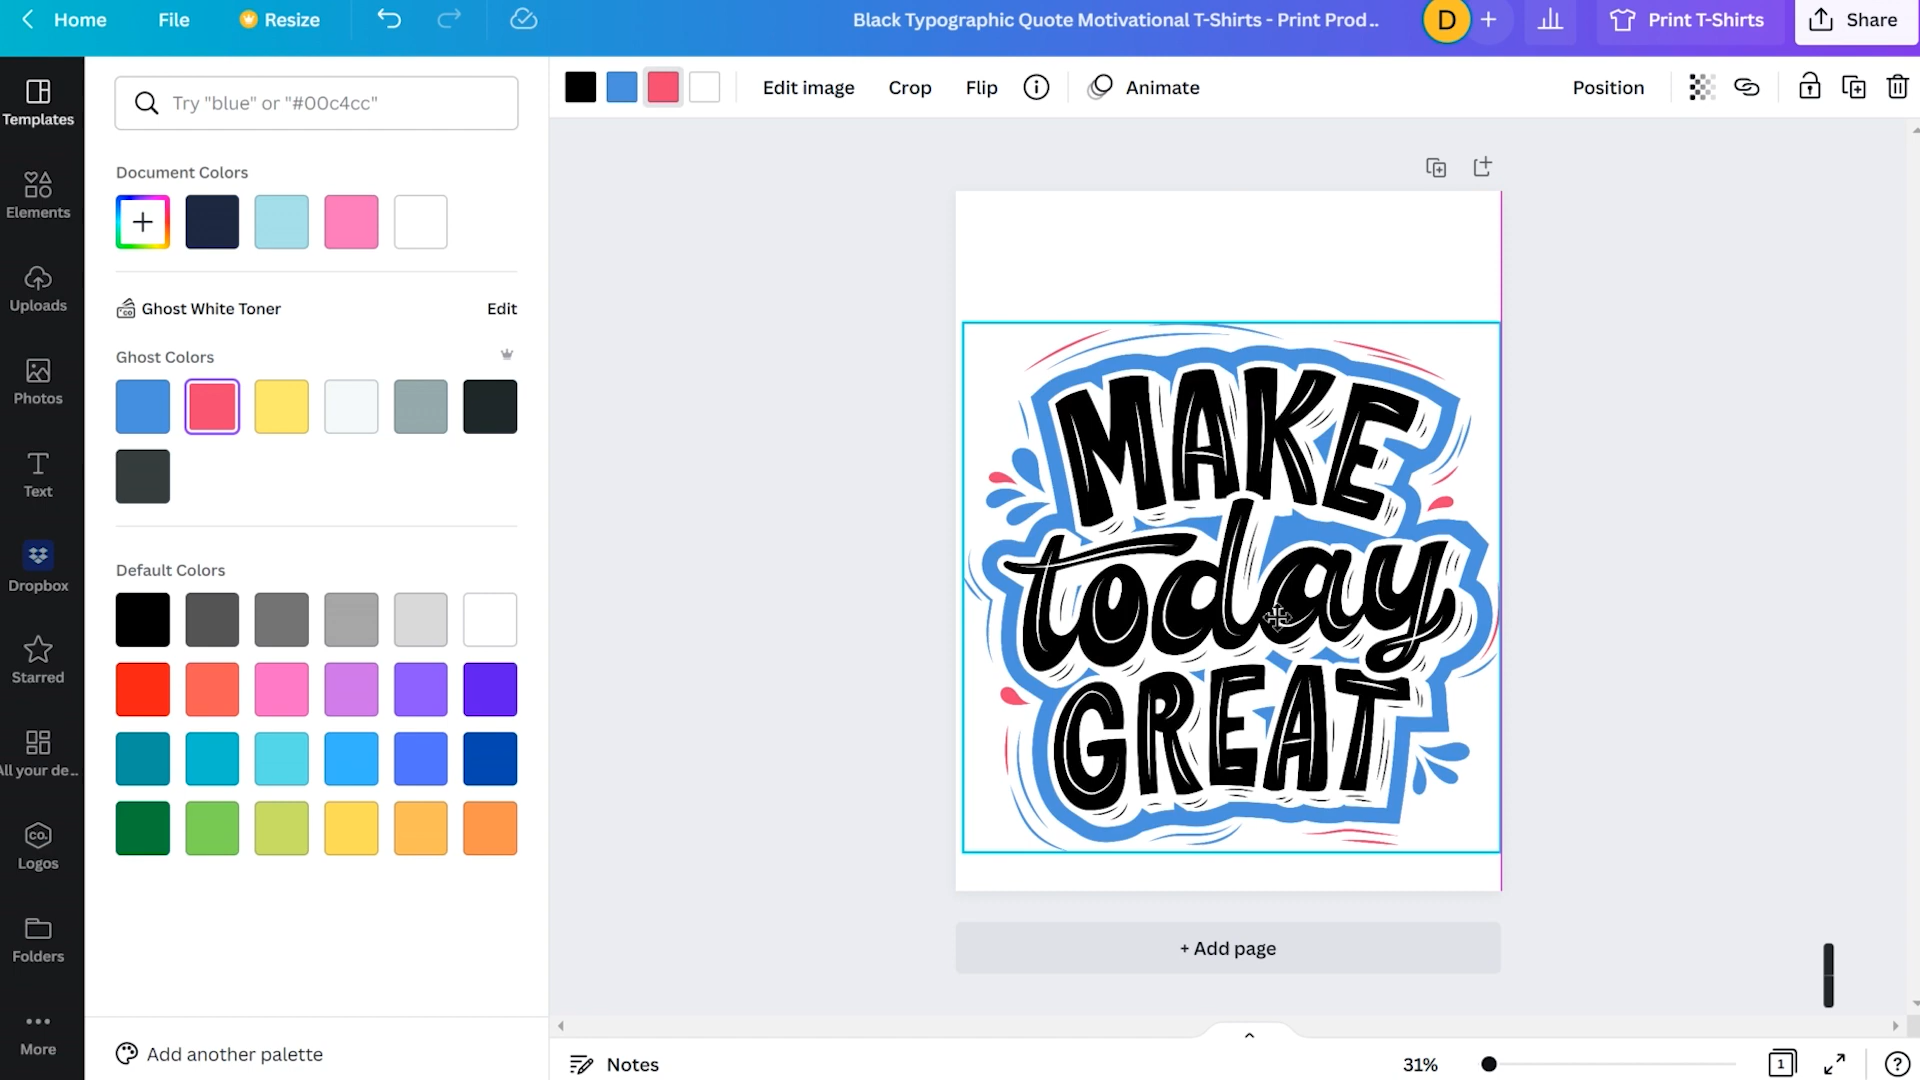 Home File Resize Black Typographic Quote Motivational T-Shirts - Print Prod... D Print T-Shirts Share
Try "blue" or "#00c4cc" Edit image Crop Flip Animate Position
Templates
Elements
Uploads
Photos
Text
Dropbox
Starred
All your de...
co.
Logos
Folders
More
Document Colors
co
Ghost White Toner Edit
Ghost Colors
Default Colors
Add another palette
MAKE
today
GREAT
+ Add page
Notes 31% 1 ?